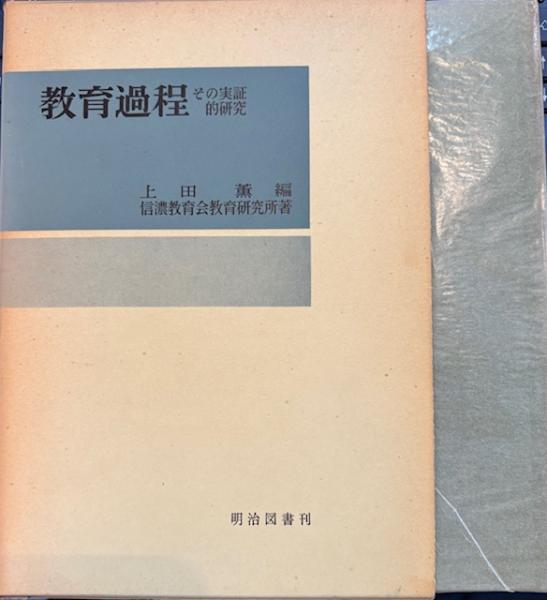 教育過程 その実証
的研究
上田 薫 編
信濃教育会教育研究所著
明治図書刊